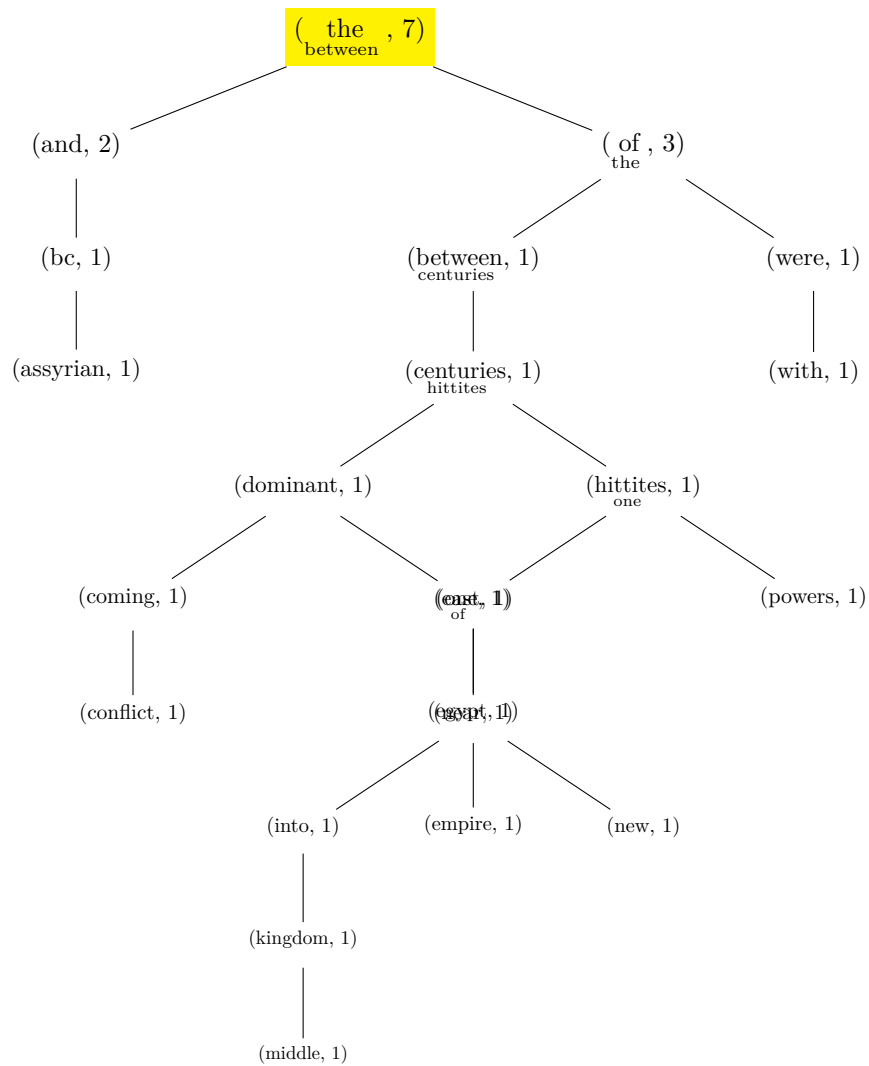 ( the , 7)
between
(and, 2)
( of , 3)
the
(bc, 1)
(between, 1)
centuries
(were, 1)
(assyrian, 1)
(centuries, 1)
hittites
(with, 1)
(dominant, 1)
(hittites, 1)
one
(coming, 1)
(powers, 1)
of
(conflict, 1)
(into, 1)
(empire, 1)
(new, 1)
(kingdom, 1)
(middle, 1)